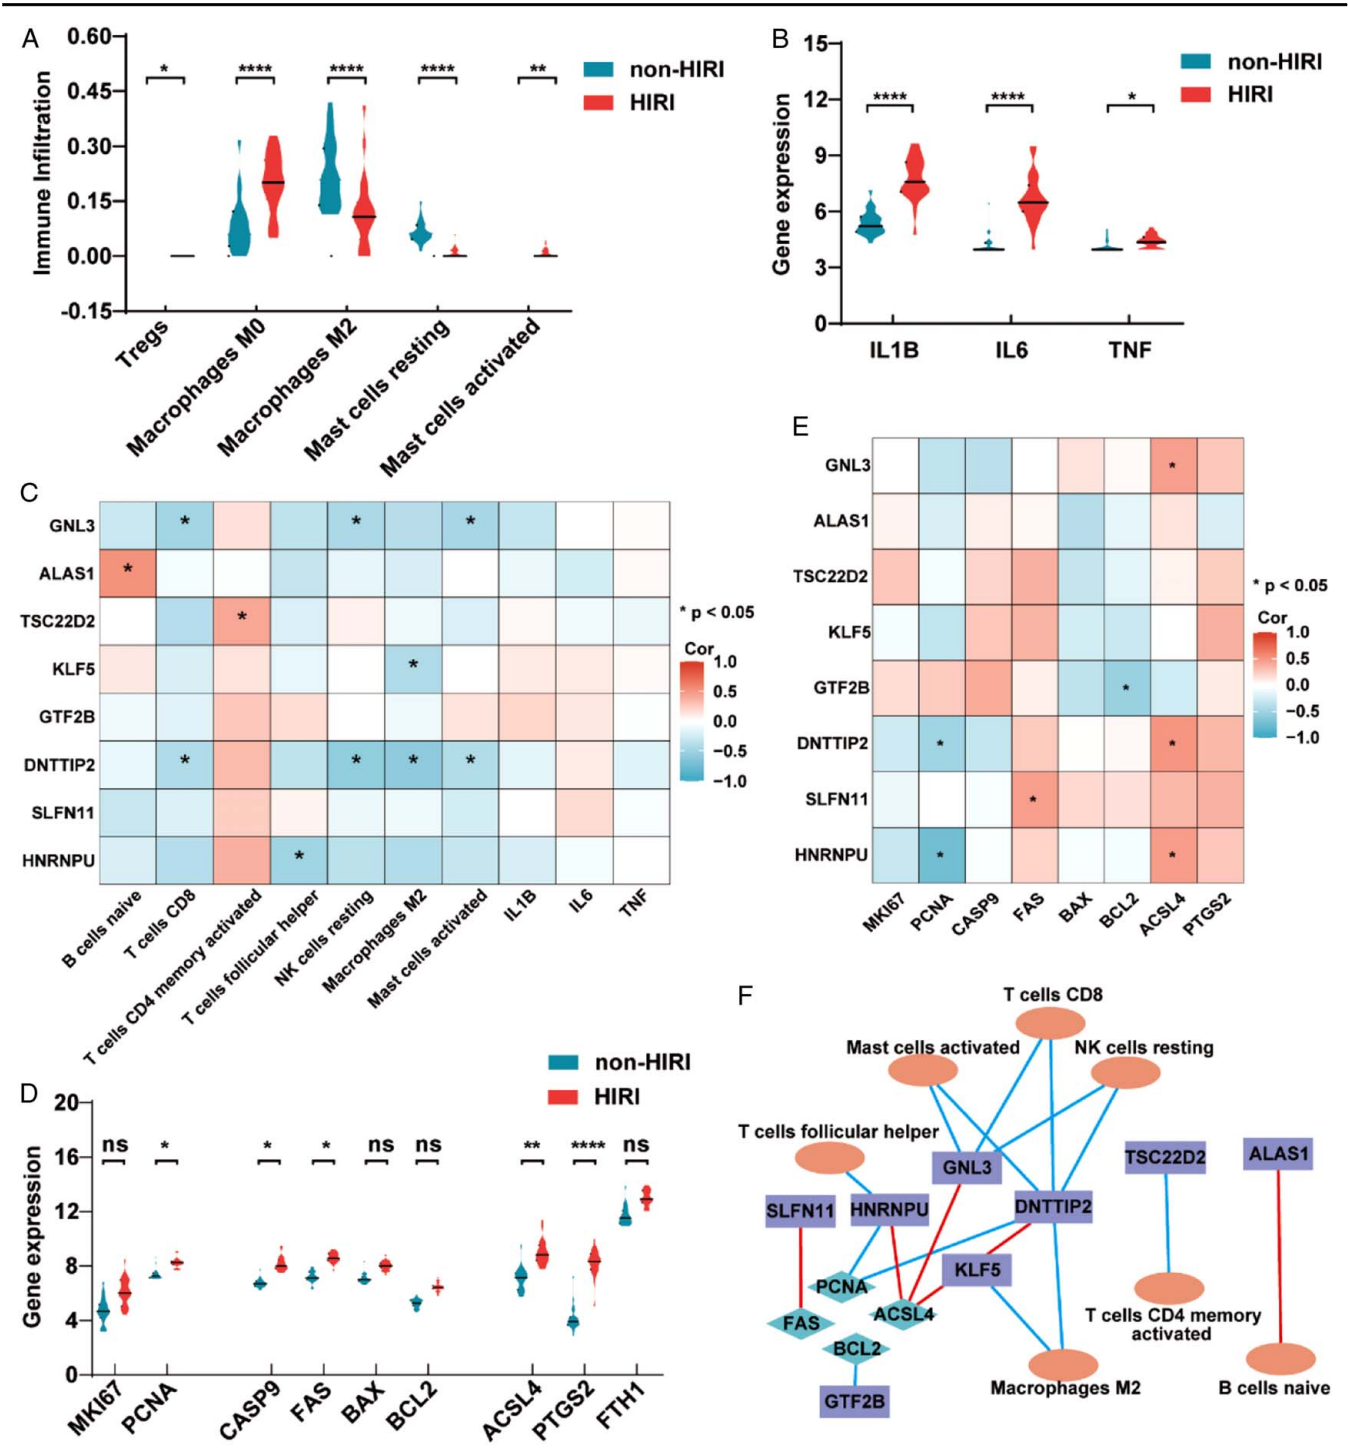 A
0.60
0.45
0.30
0.15
0.00
-0.15
Immune Infiltration
* **** **** **** **
non-HIRI
HIRI
Tregs
Macrophages M0
Macrophages M2
Mast cells resting
Mast cells activated
B
15
12
9
6
3
0
Gene expression
**** **** *
non-HIRI
HIRI
IL1B IL6 TNF
C
GNL3 * * *
ALAS1 *
TSC22D2 *
KLF5 *
GTF2B
DNTTIP2 * * * *
SLFN11
HNRNPU *
B cells naive
T cells CD8
T cells CD4 memory activated
T cells follicular helper
NK cells resting
Macrophages M2
Mast cells activated
IL1B
IL6
TNF
* p < 0.05
Cor
1.0
0.5
0.0
−0.5
−1.0
E
GNL3 *
ALAS1
TSC22D2
KLF5
GTF2B *
DNTTIP2 * *
SLFN11 *
HNRNPU * *
MKI67
PCNA
CASP9
FAS
BAX
BCL2
ACSL4
PTGS2
* p < 0.05
Cor
1.0
0.5
0.0
−0.5
−1.0
D
non-HIRI
HIRI
20
16
12
8
4
0
Gene expression
ns * * * ns ns ** **** ns
MKI67
PCNA
CASP9
FAS
BAX
BCL2
ACSL4
PTGS2
FTH1
F
T cells CD8
Mast cells activated
NK cells resting
T cells follicular helper
GNL3
TSC22D2
ALAS1
SLFN11
HNRNPU
DNTTIP2
KLF5
PCNA
ACSL4
FAS
BCL2
GTF2B
T cells CD4 memory
activated
Macrophages M2
B cells naive